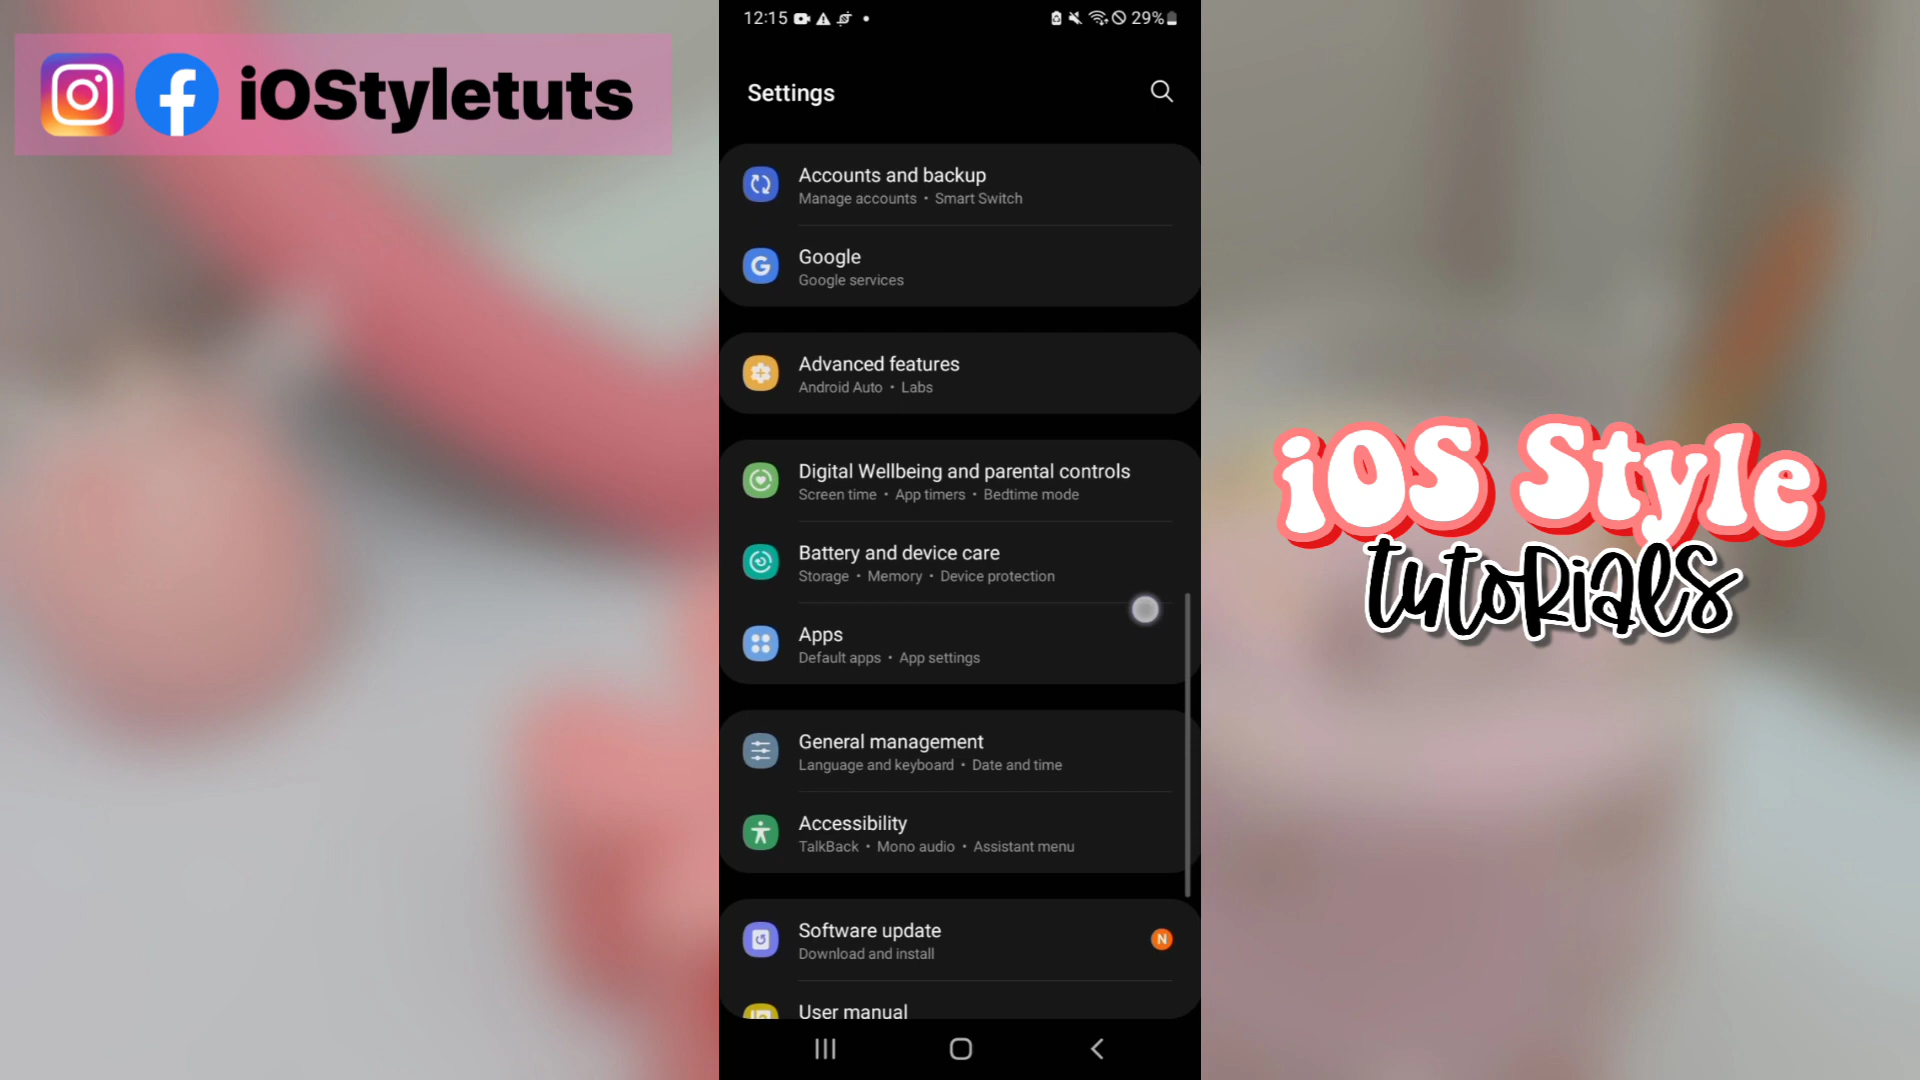 iOStyletuts
12:15 29%
Settings
Accounts and backup
Manage accounts • Smart Switch
Google
Google services
Advanced features
Android Auto • Labs
Digital Wellbeing and parental controls
Screen time • App timers • Bedtime mode
Battery and device care
Storage • Memory • Device protection
Apps
Default apps • App settings
General management
Language and keyboard • Date and time
Accessibility
TalkBack • Mono audio • Assistant menu
Software update
N
Download and install
User manual
iOS Style
tutorials